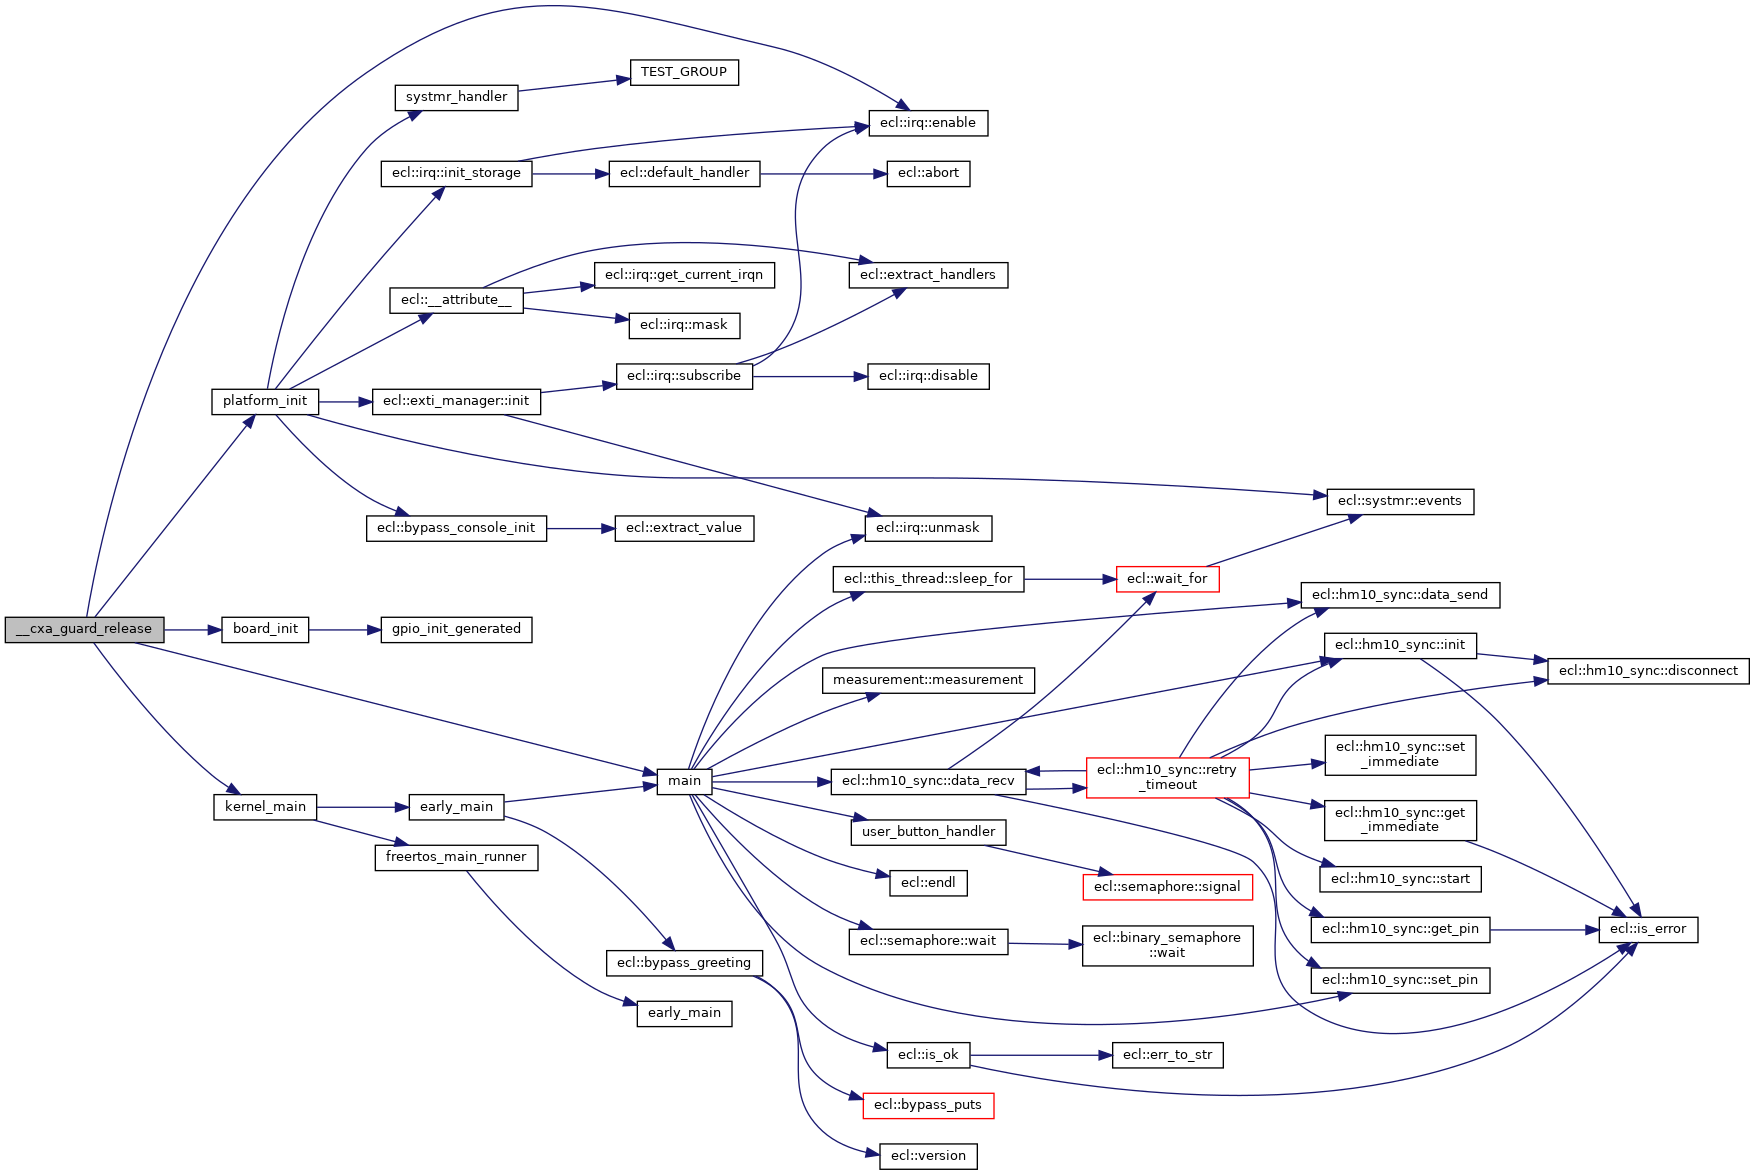 TEST_GROUP
systmr_handler
ecl::irq::enable
ecl::irq::init_storage
ecl::default_handler
ecl::abort
ecl::irq::get_current_irqn
ecl::extract_handlers
ecl::__attribute__
ecl::irq::mask
ecl::irq::subscribe
ecl::irq::disable
platform_init
ecl::exti_manager::init
ecl::systmr::events
ecl::bypass_console_init
ecl::extract_value
ecl::irq::unmask
ecl::this_thread::sleep_for
ecl::wait_for
ecl::hm10_sync::data_send
__cxa_guard_release
board_init
gpio_init_generated
ecl::hm10_sync::init
measurement::measurement
ecl::hm10_sync::disconnect
ecl::hm10_sync::set
_immediate
main
ecl::hm10_sync::data_recv
ecl::hm10_sync::retry
_timeout
kernel_main
early_main
ecl::hm10_sync::get
_immediate
user_button_handler
freertos_main_runner
ecl::endl
ecl::semaphore::signal
ecl::hm10_sync::start
ecl::hm10_sync::get_pin
ecl::is_error
ecl::semaphore::wait
ecl::binary_semaphore
::wait
ecl::bypass_greeting
ecl::hm10_sync::set_pin
early_main
ecl::is_ok
ecl::err_to_str
ecl::bypass_puts
ecl::version